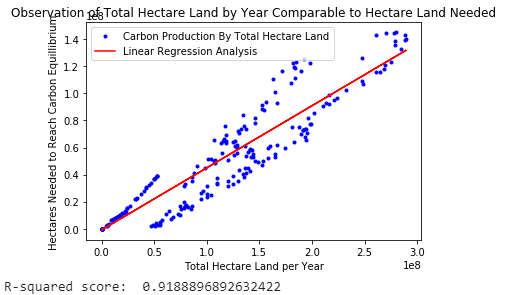 Observation of Total Hectare Land by Year Comparable to Hectare Land Needed
1e8
Carbon Production By Total Hectare Land
Linear Regression Analysis
Hectares Needed to Reach Carbon Equillibrium
1.4
1.2
1.0
0.8
0.6
0.4
0.2
0.0
0.0 0.5 1.0 1.5 2.0 2.5 3.0
Total Hectare Land per Year
1e8
R-squared score: 0.9188896892632422